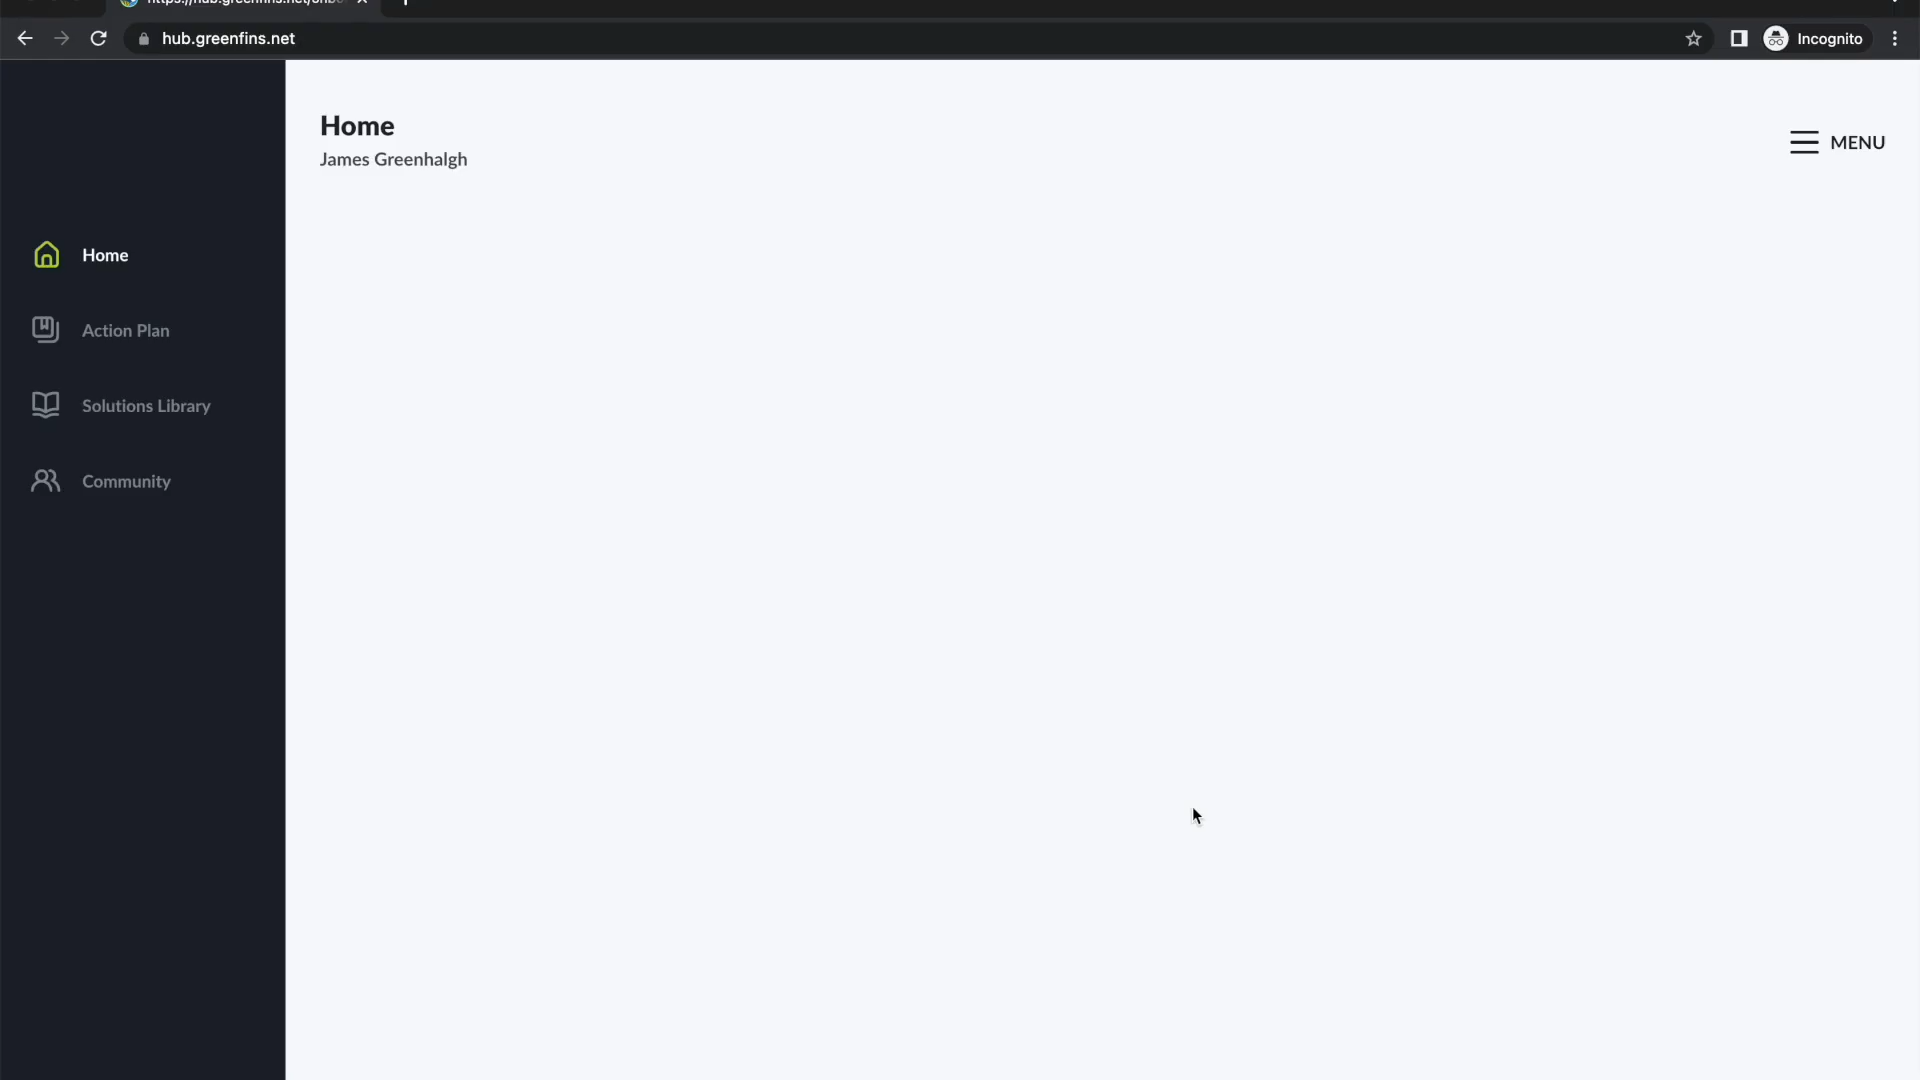 hub.greenfins.net
Incognito
Home
James Greenhalgh
MENU
Home
Action Plan
Solutions Library
Community